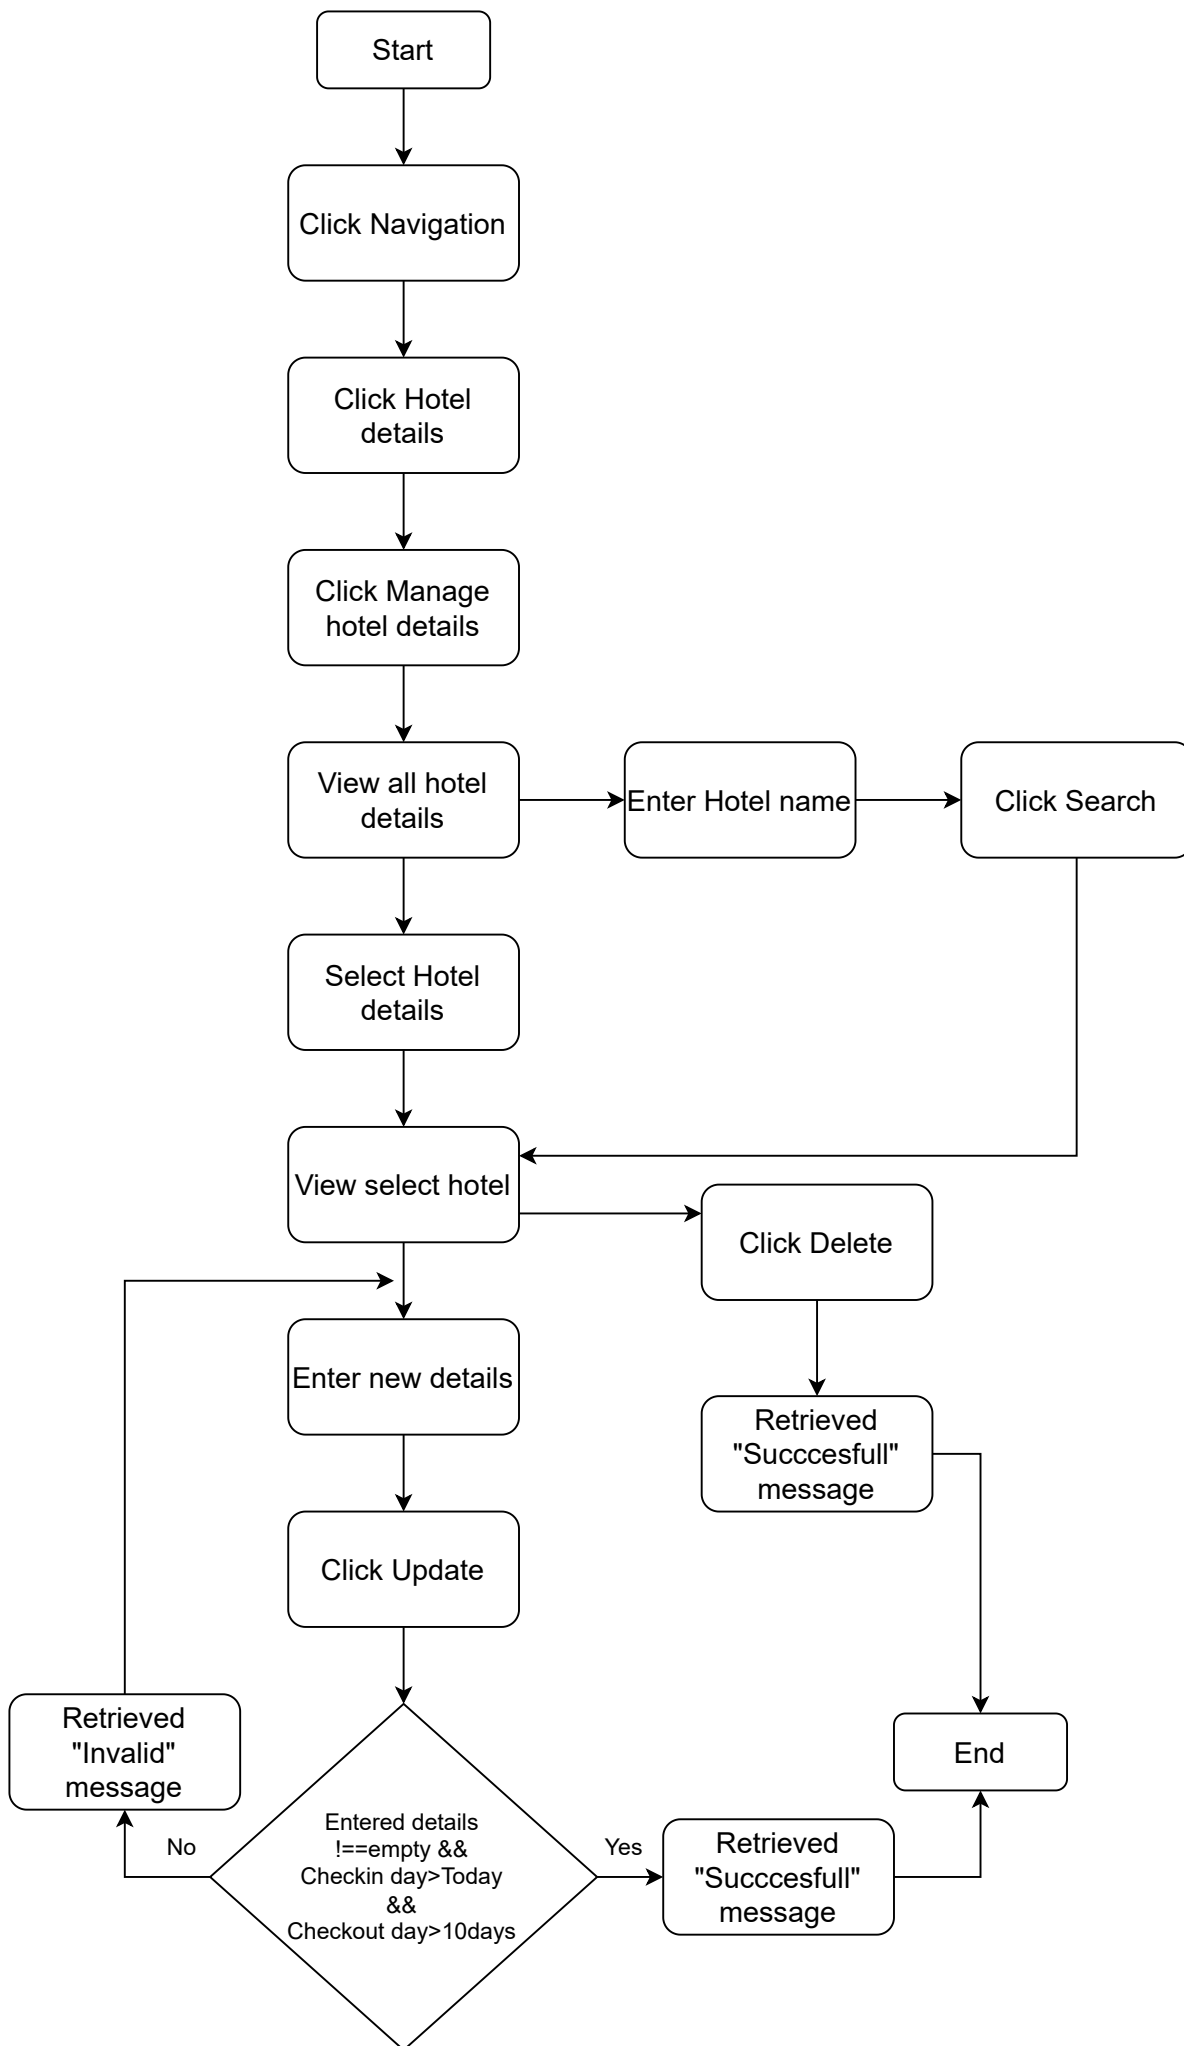 Start
Click Navigation
Click Hotel
details
Click Manage
hotel details
View all hotel
details
Enter Hotel name
Click Search
Select Hotel
details
View select hotel
Click Delete
Enter new details
Retrieved
"Succcesfull"
message
Click Update
Retrieved
"Invalid"
message
End
Entered details
!==empty &&
Checkin day>Today
&&
Checkout day>10days
No
Yes
Retrieved
"Succcesfull"
message